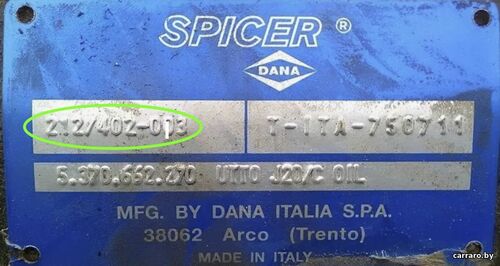 SPICER ®
DANA
212/402-013 T-ITA-750711
5.370.662.270 UTTO J20/C OIL
MFG. BY DANA ITALIA S.P.A.
38062 Arco (Trento)
MADE IN ITALY
carraro.by